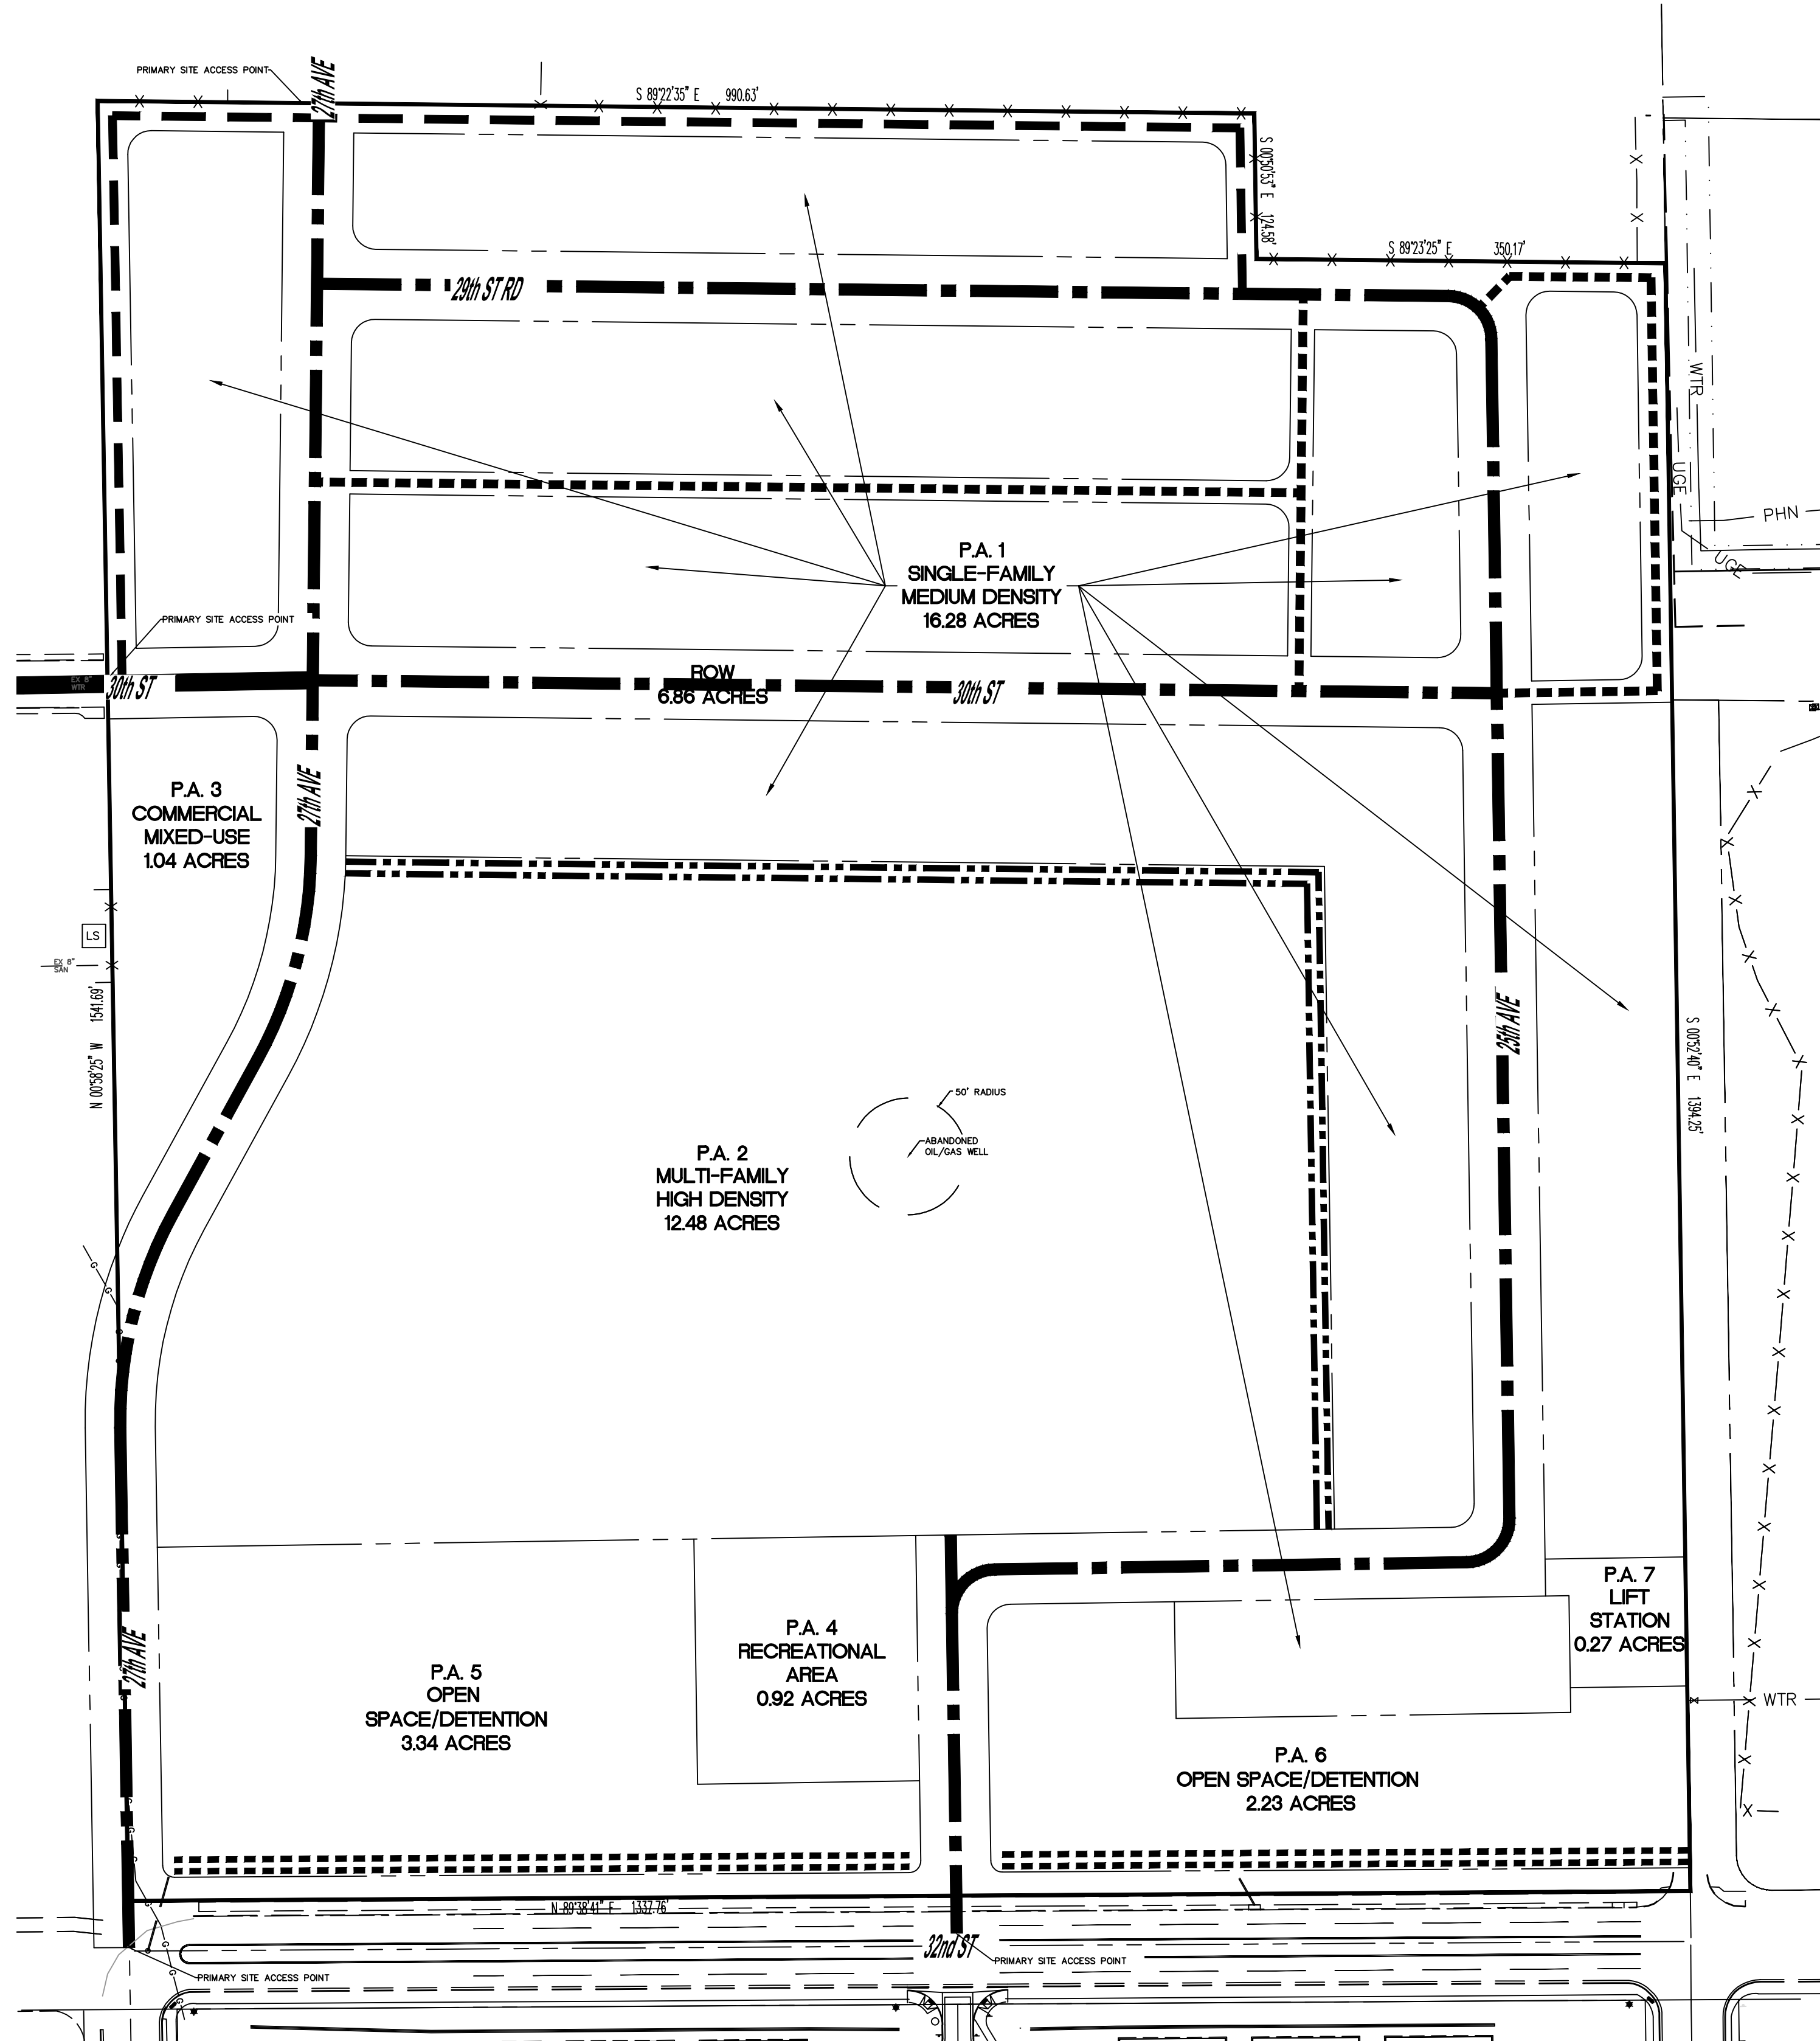 PRIMARY SITE ACCESS POINT
27th AVE
S 89°22'35" E 990.63'
S 00°50'53" E 124.58'
S 89°23'25" E 350.17'
29th ST RD
WTR
UGE
PHN
UGE
P.A. 1
SINGLE-FAMILY
MEDIUM DENSITY
16.28 ACRES
PRIMARY SITE ACCESS POINT
EX 8"
WTR
30th ST
ROW
6.86 ACRES
30th ST
27th AVE
P.A. 3
COMMERCIAL
MIXED-USE
1.04 ACRES
LS
EX 8"
SAN
N 00°58'25" W 1541.69'
25th AVE
S 00°52'40" E 1394.25'
50' RADIUS
ABANDONED
OIL/GAS WELL
P.A. 2
MULTI-FAMILY
HIGH DENSITY
12.48 ACRES
G
G
P.A. 7
LIFT
STATION
0.27 ACRES
P.A. 4
RECREATIONAL
AREA
0.92 ACRES
27th AVE
P.A. 5
OPEN
SPACE/DETENTION
3.34 ACRES
WTR
P.A. 6
OPEN SPACE/DETENTION
2.23 ACRES
N 89°38'41" E 1337.76'
32nd ST
PRIMARY SITE ACCESS POINT
PRIMARY SITE ACCESS POINT
G
G
G